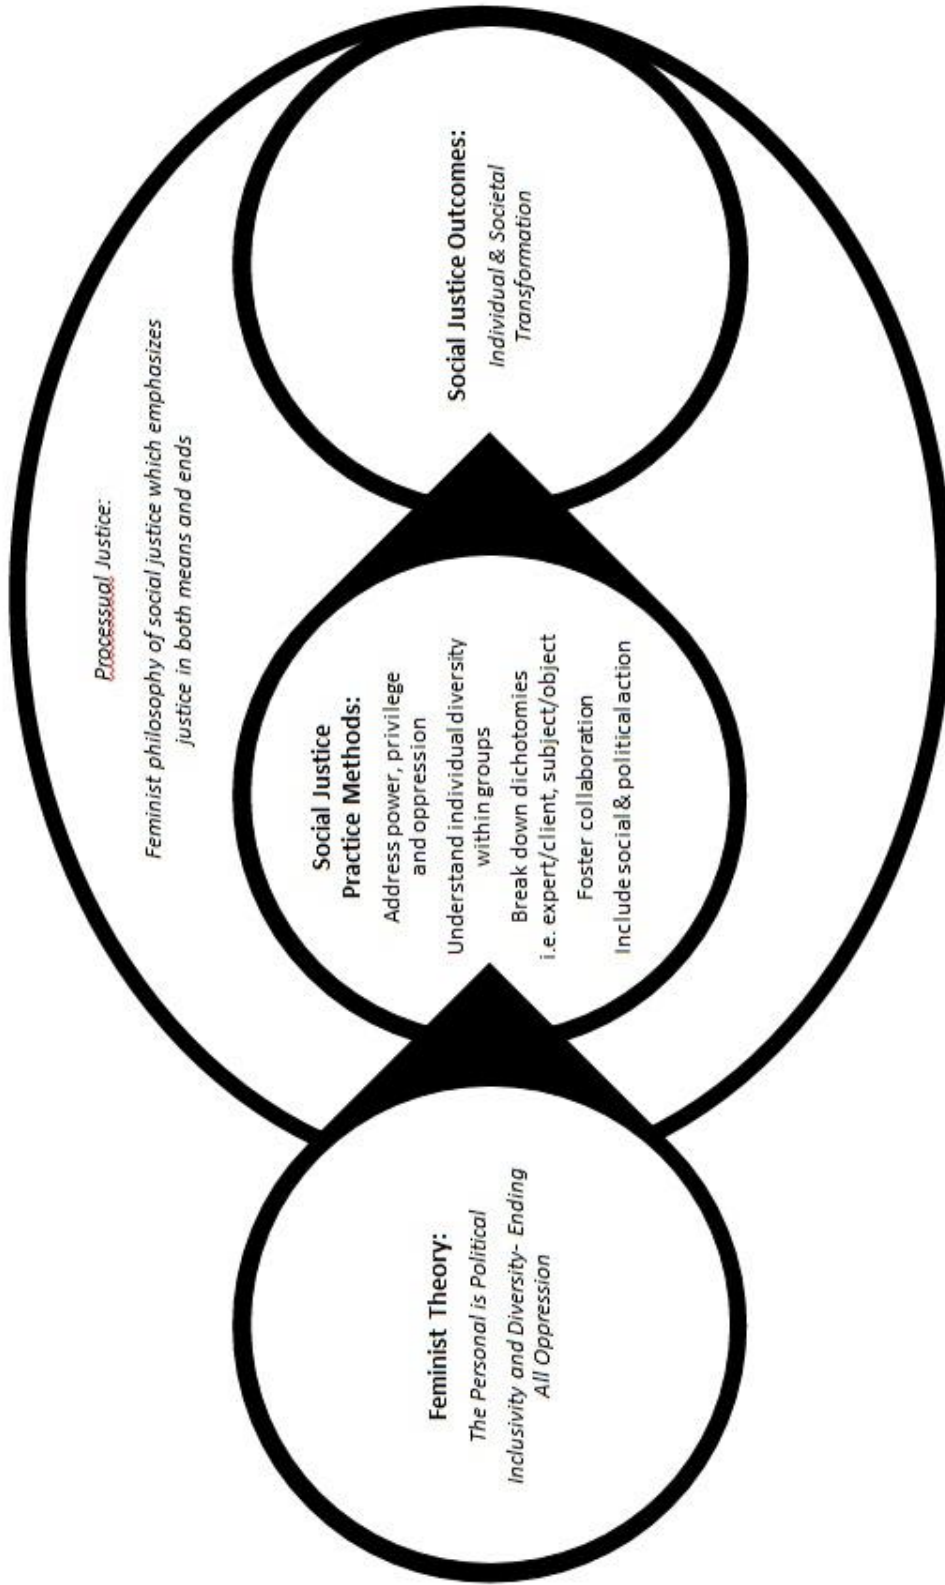 Processual Justice:
Feminist philosophy of social justice which emphasizes
justice in both means and ends
Feminist Theory:
The Personal is Political
Inclusivity and Diversity- Ending
All Oppression
Social Justice
Practice Methods:
Address power, privilege
and oppression
Understand individual diversity
within groups
Break down dichotomies
i.e. expert/client, subject/object
Foster collaboration
Include social & political action
Social Justice Outcomes:
Individual & Societal
Transformation